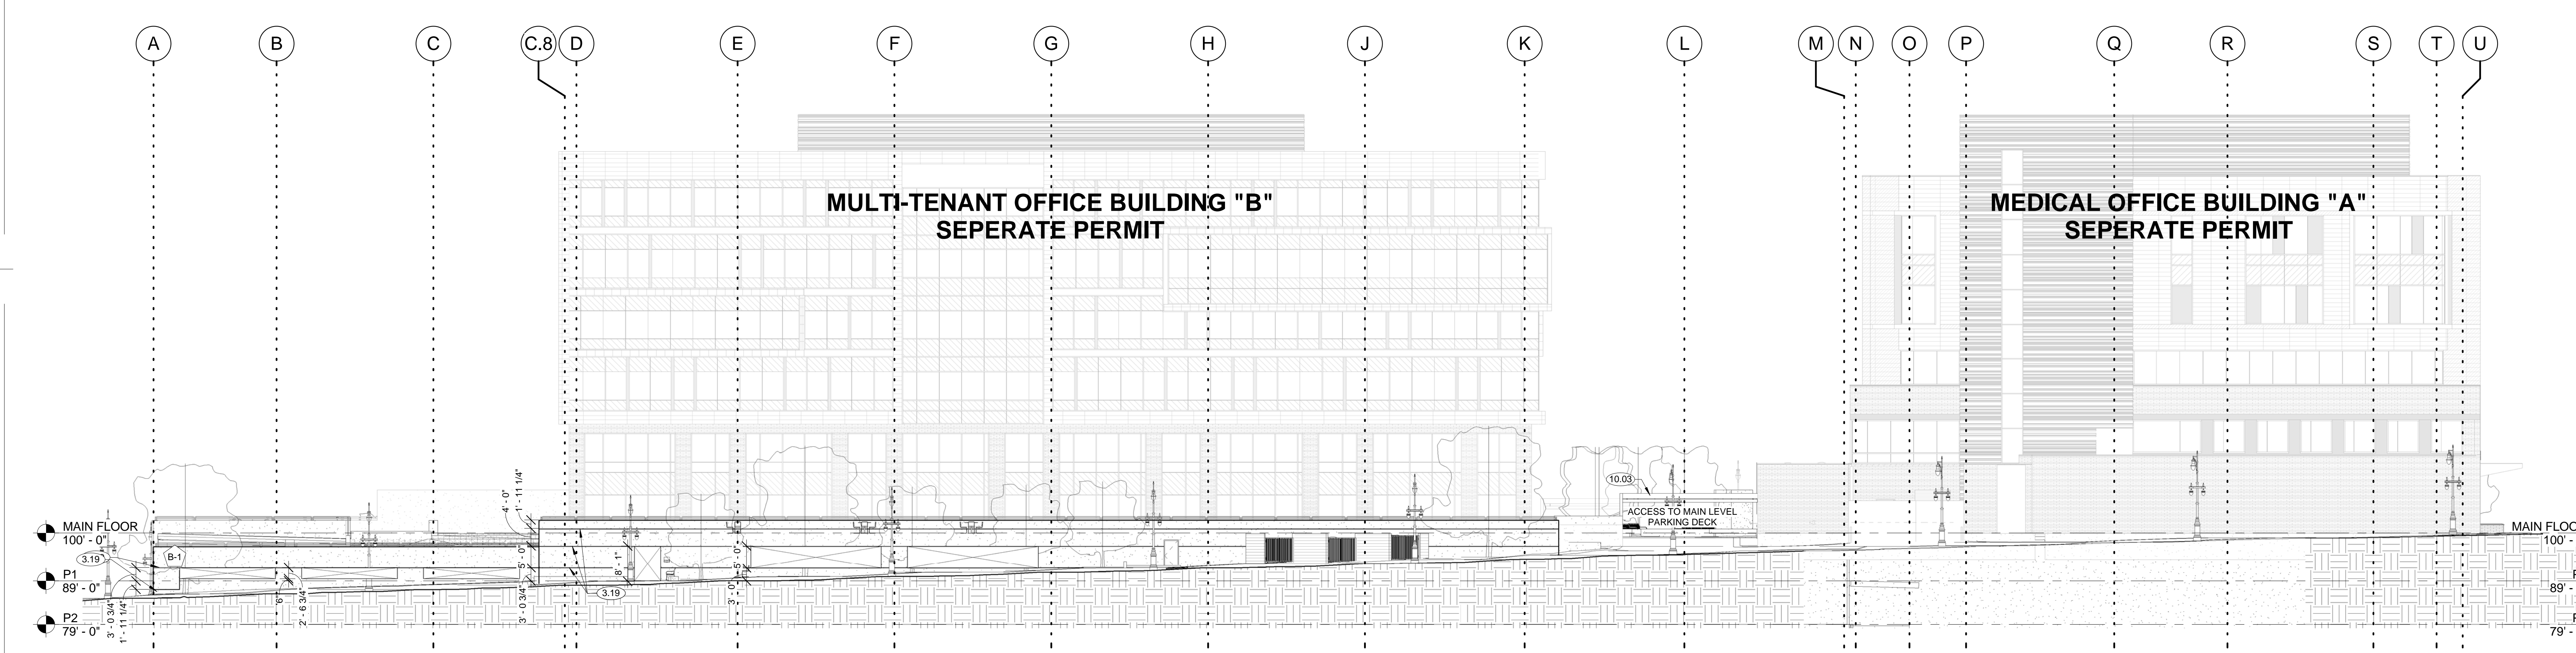 A
B
C
C.8
D
E
F
G
H
J
K
L
M
N
O
P
Q
R
S
T
U
MULTI-TENANT OFFICE BUILDING "B"
SEPERATE PERMIT
MEDICAL OFFICE BUILDING "A"
SEPERATE PERMIT
10.03
ACCESS TO MAIN LEVEL
PARKING DECK
4' - 0"
1' - 11 1/4"
MAIN FLOOR
100' - 0"
3.19
B-1
P1
89' - 0"
P2
79' - 0"
3' - 0 3/4"
1' - 11 1/4"
6"
2' - 6 3/4"
5' - 0"
3' - 0 3/4"
8' - 1"
3.19
5' - 0"
3' - 0"
MAIN FLOO
100' -
P
89' -
P
79' -